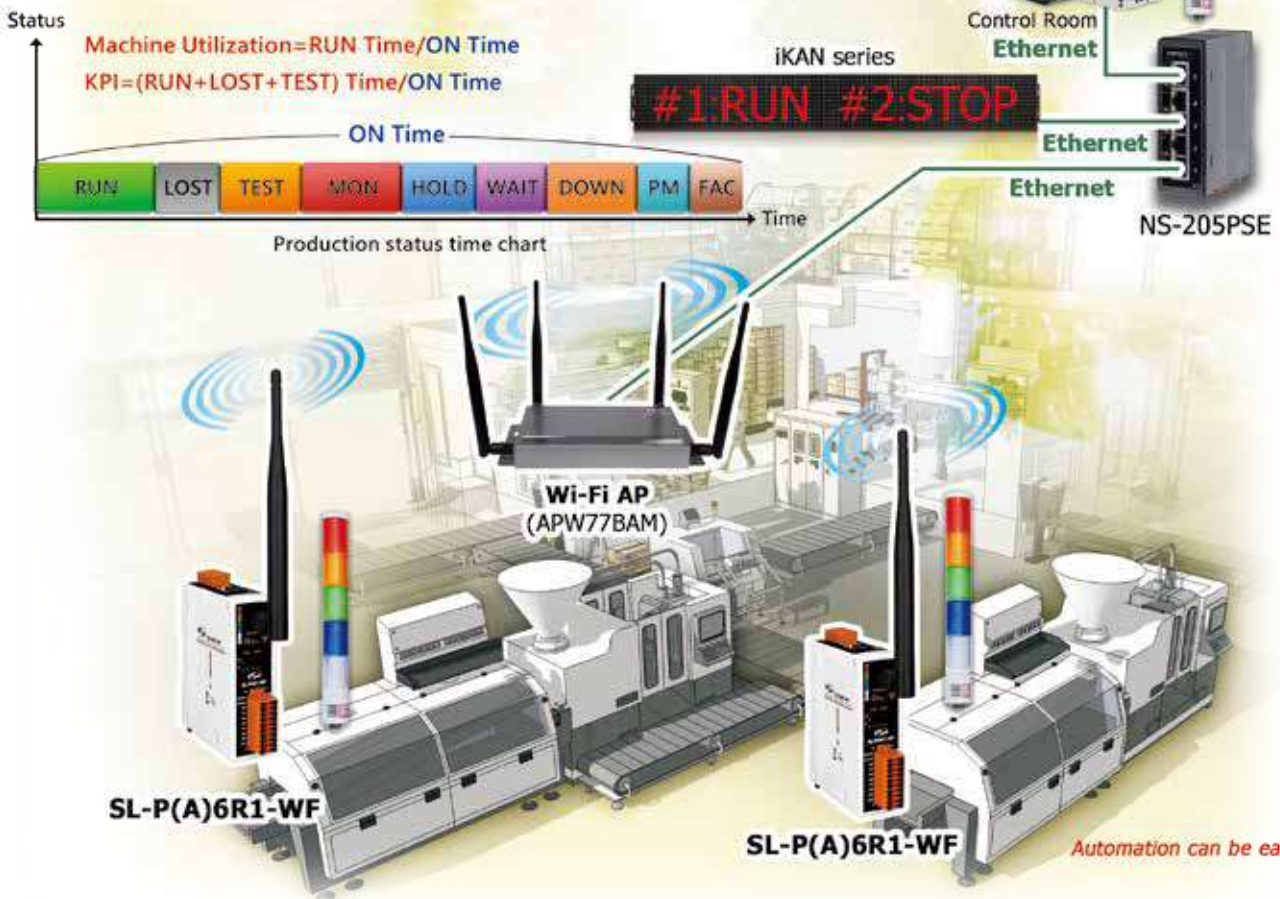 Status
Machine Utilization=RUN Time/ON Time
KPI=(RUN+LOST+TEST) Time/ON Time
ON Time
RUN LOST TEST MON HOLD WAIT DOWN PM FAC
Time
Production status time chart
Control Room
Ethernet
iKAN series
#1:RUN #2:STOP
Ethernet
Ethernet
NS-205PSE
Wi-Fi AP
(APW77BAM)
SL-P(A)6R1-WF
SL-P(A)6R1-WF
Automation can be ea